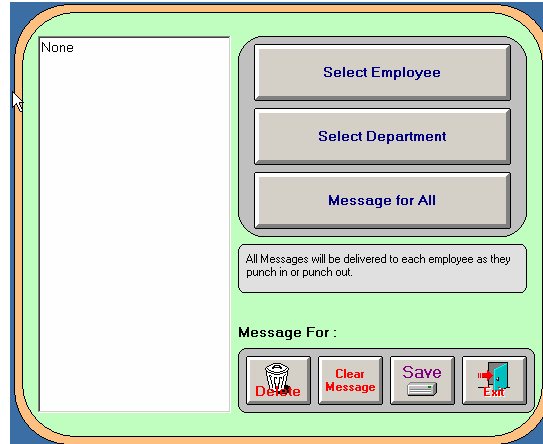 None
Select Employee
Select Department
Message for All
All Messages will be delivered to each employee as they
punch in or punch out.
Message For :
Delete
Clear
Message
Save
Exit